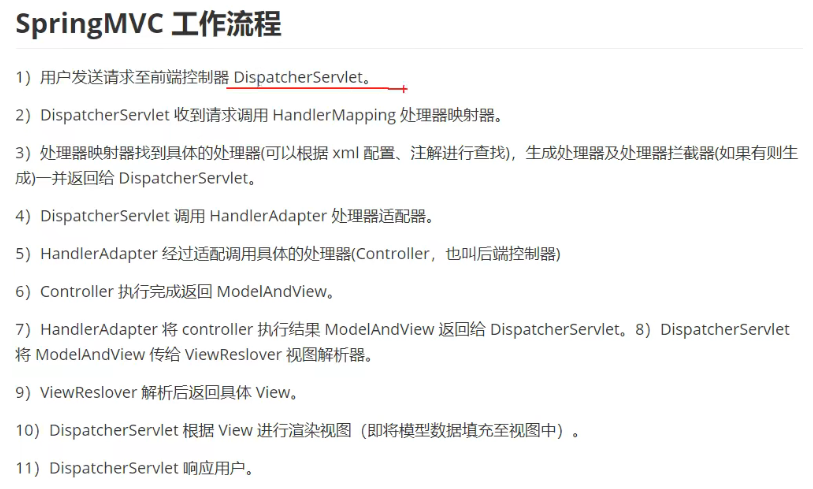 SpringMVC 工作流程
1）用户发送请求至前端控制器 DispatcherServlet。
2）DispatcherServlet 收到请求调用 HandlerMapping 处理器映射器。
3）处理器映射器找到具体的处理器(可以根据 xml 配置、注解进行查找)，生成处理器及处理器拦截器(如果有则生
成)一并返回给 DispatcherServlet。
4）DispatcherServlet 调用 HandlerAdapter 处理器适配器。
5）HandlerAdapter 经过适配调用具体的处理器(Controller，也叫后端控制器)
6）Controller 执行完成返回 ModelAndView。
7）HandlerAdapter 将 controller 执行结果 ModelAndView 返回给 DispatcherServlet。8）DispatcherServlet
将 ModelAndView 传给 ViewReslover 视图解析器。
9）ViewReslover 解析后返回具体 View。
10）DispatcherServlet 根据 View 进行渲染视图（即将模型数据填充至视图中）。
11）DispatcherServlet 响应用户。